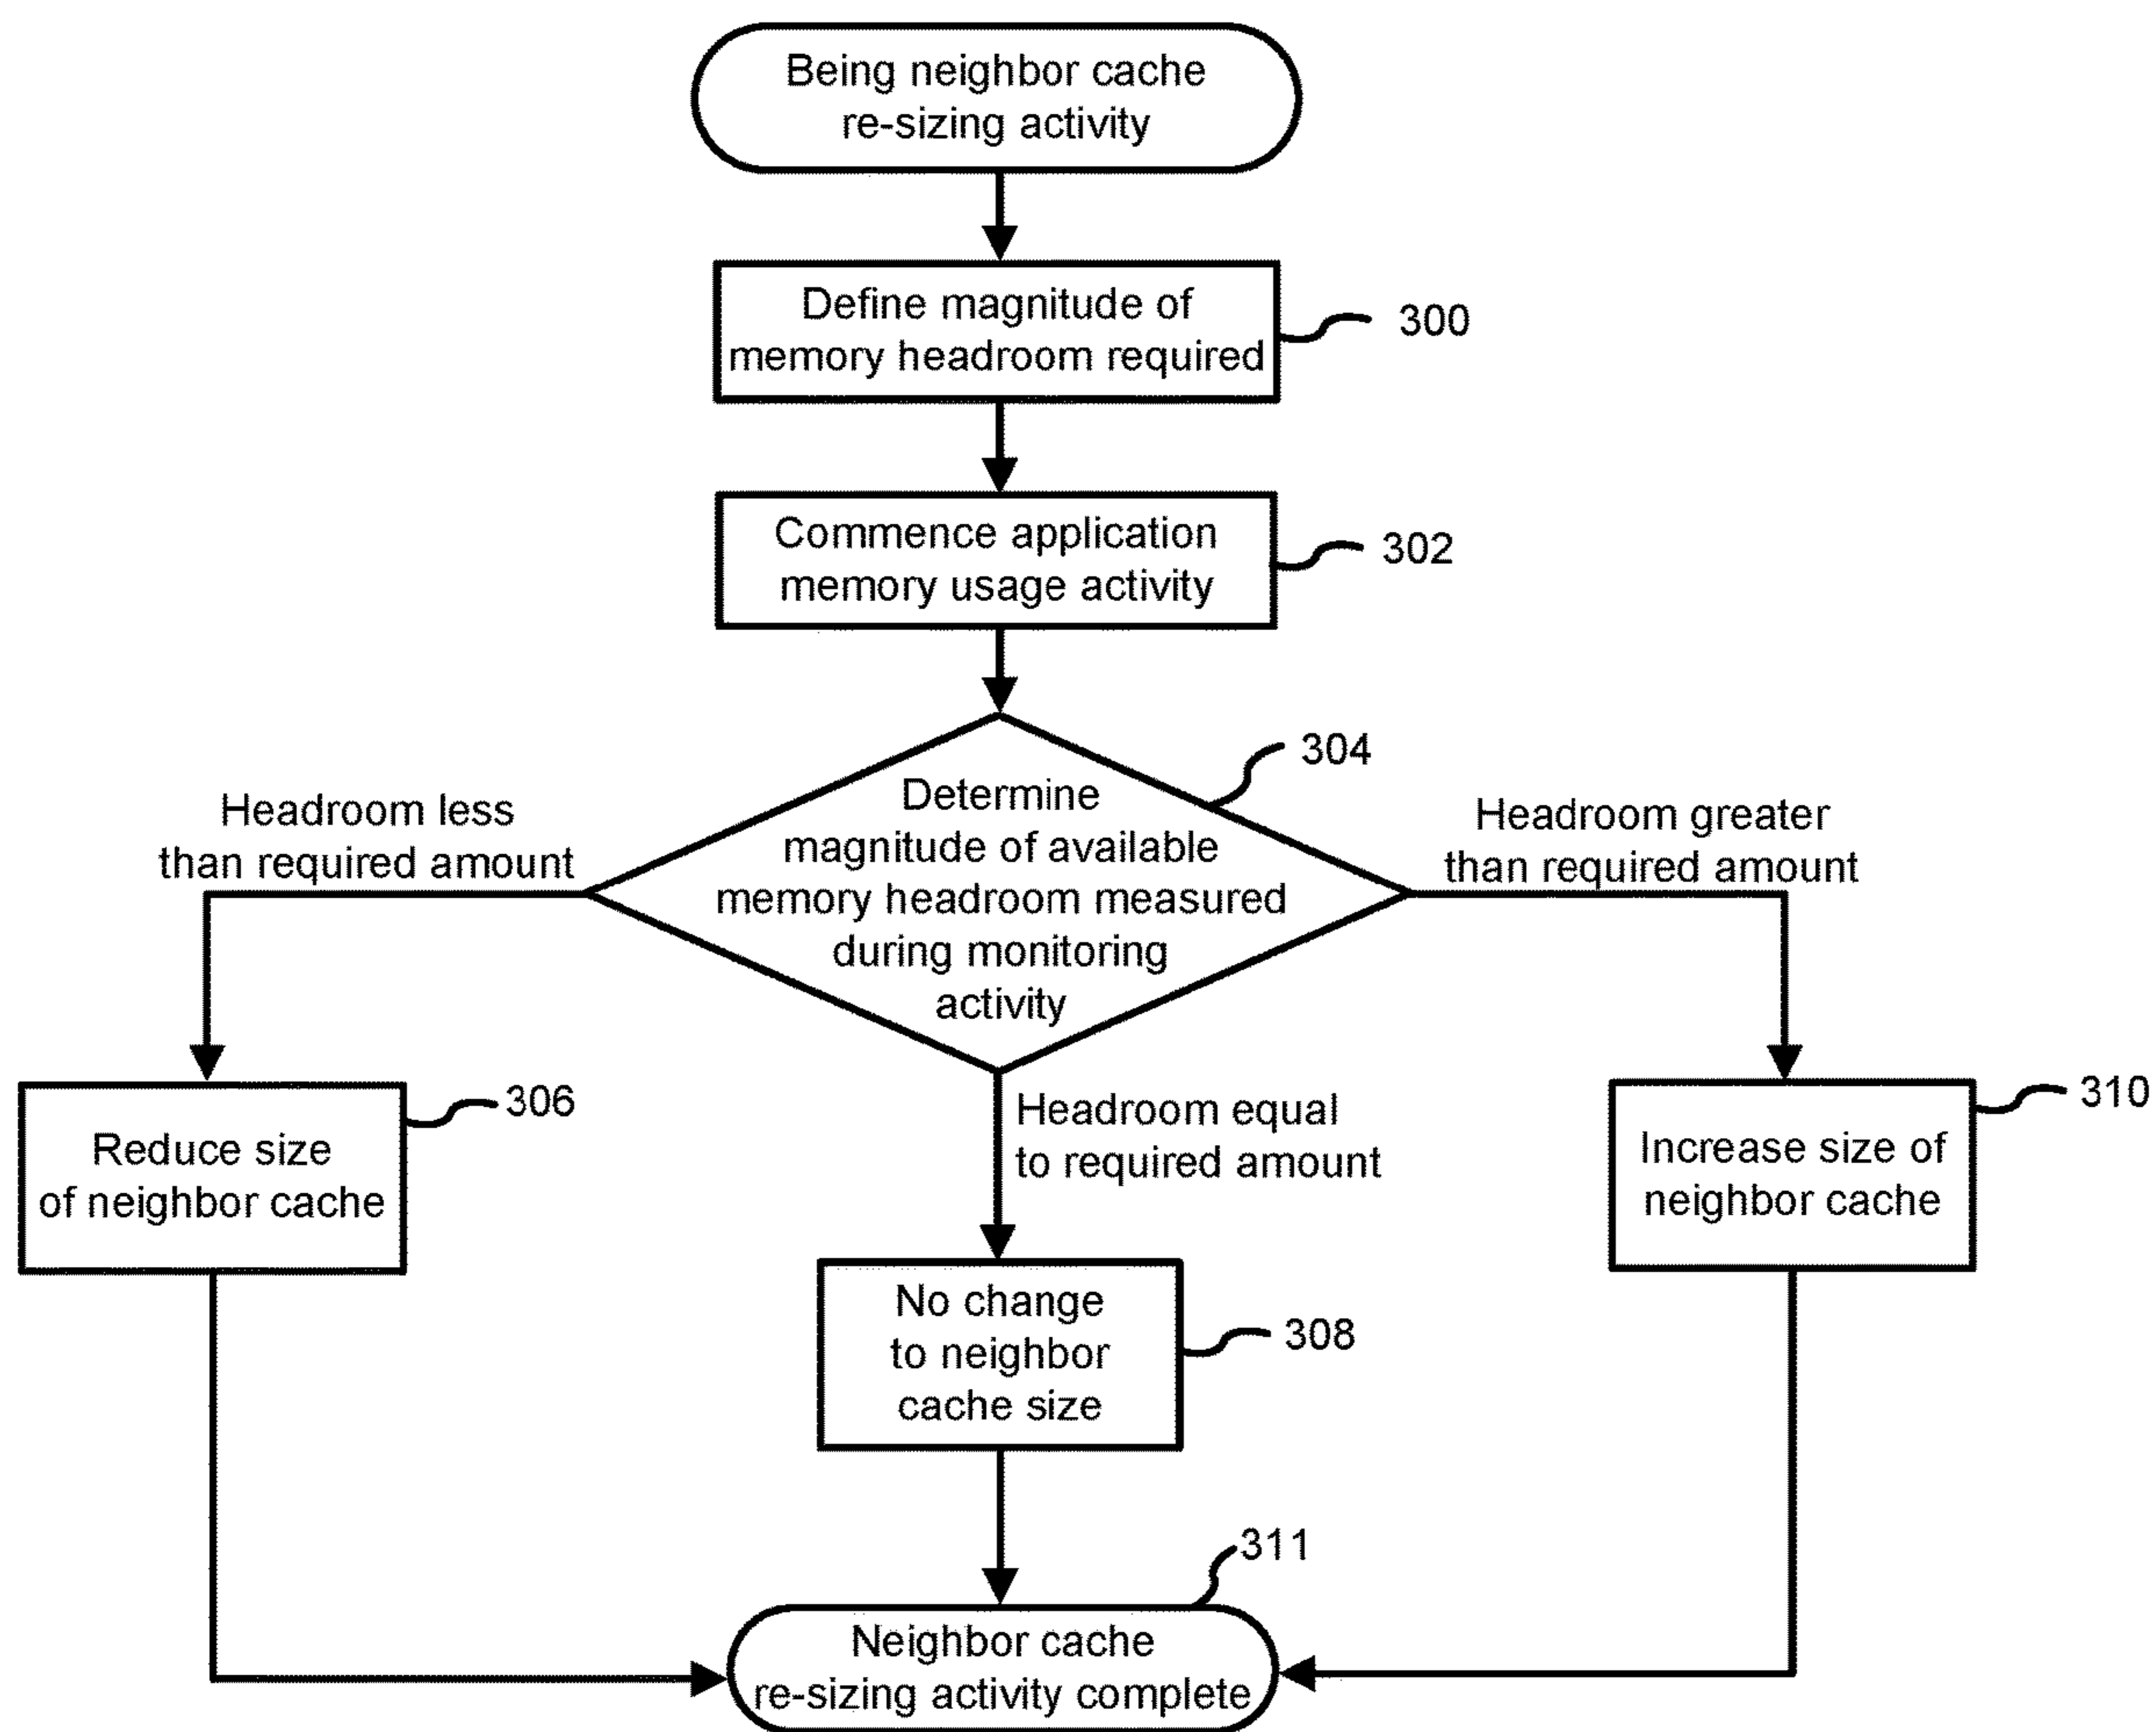 Being neighbor cache
re-sizing activity
Define magnitude of
memory headroom required
300
Commence application
memory usage activity
302
304
Determine
magnitude of available
memory headroom measured
during monitoring
activity
Headroom less
than required amount
Headroom greater
than required amount
Headroom equal
to required amount
306
Reduce size
of neighbor cache
310
Increase size of
neighbor cache
No change
to neighbor
cache size
308
311
Neighbor cache
re-sizing activity complete